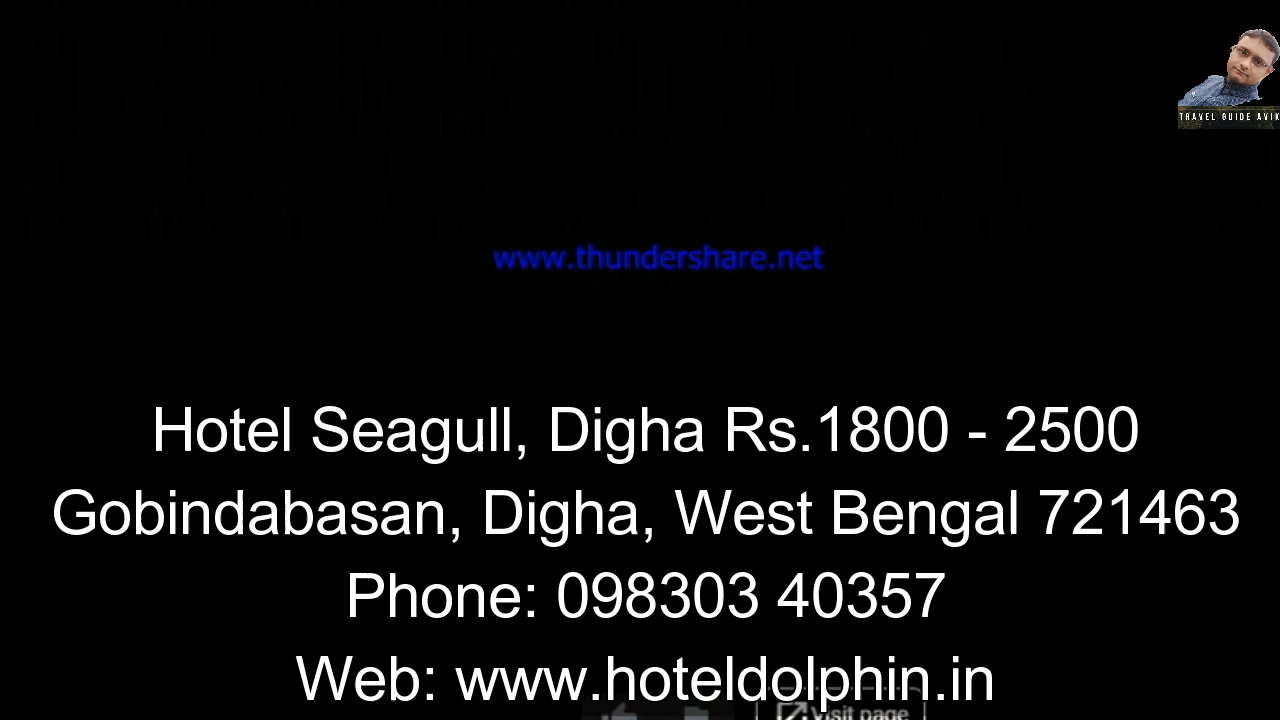 TRAVEL GUIDE AVIK
www.thundershare.net
Hotel Seagull, Digha Rs.1800 - 2500
Gobindabasan, Digha, West Bengal 721463
Phone: 098303 40357
Web: www.hoteldolphin.in
Visit page